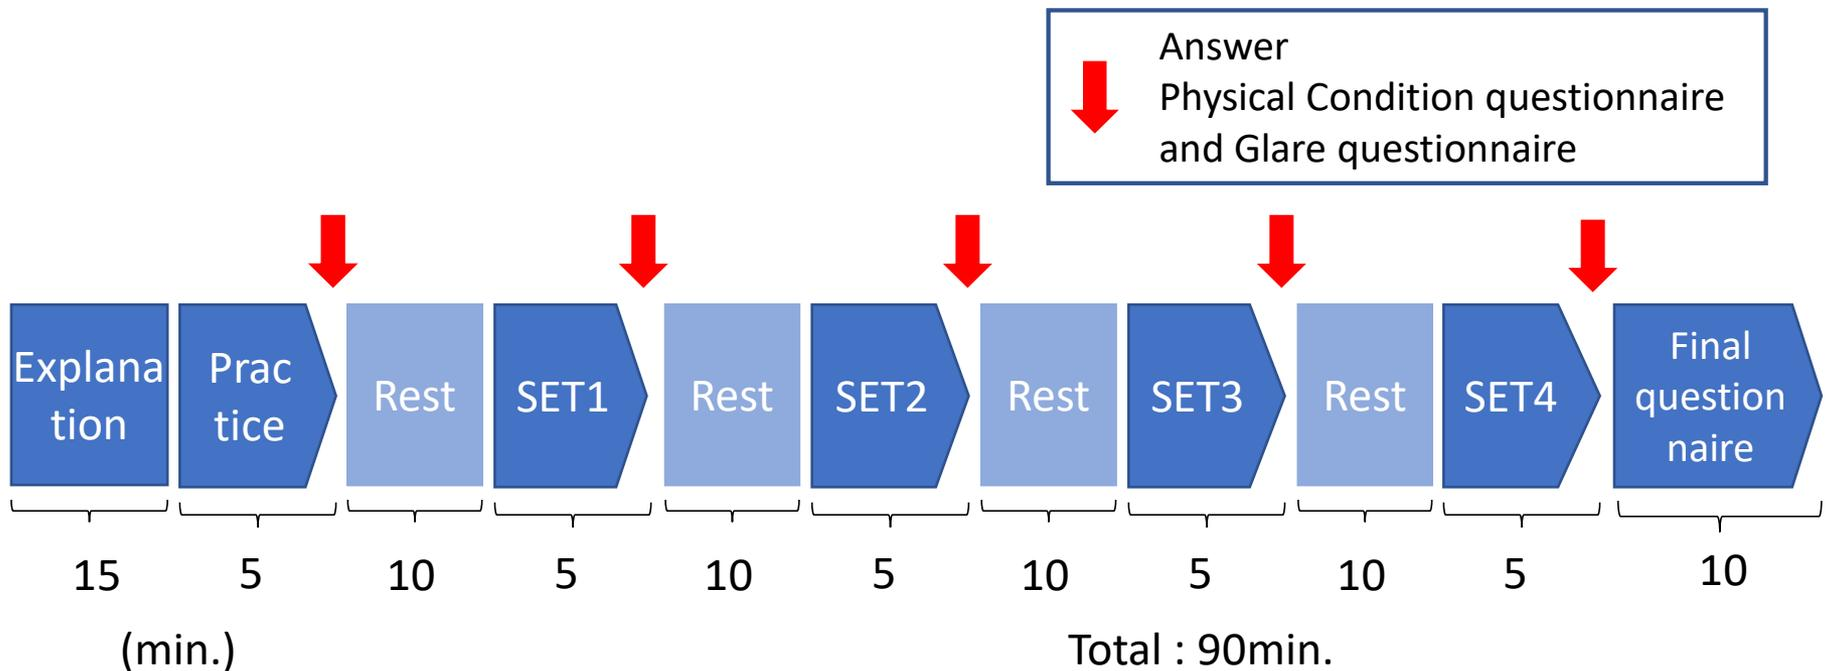 Answer
Physical Condition questionnaire
and Glare questionnaire
Explana
tion
Prac
tice
Rest
SET1
Rest
SET2
Rest
SET3
Rest
SET4
Final
question
naire
15
5
10
5
10
5
10
5
10
5
10
(min.)
Total : 90min.